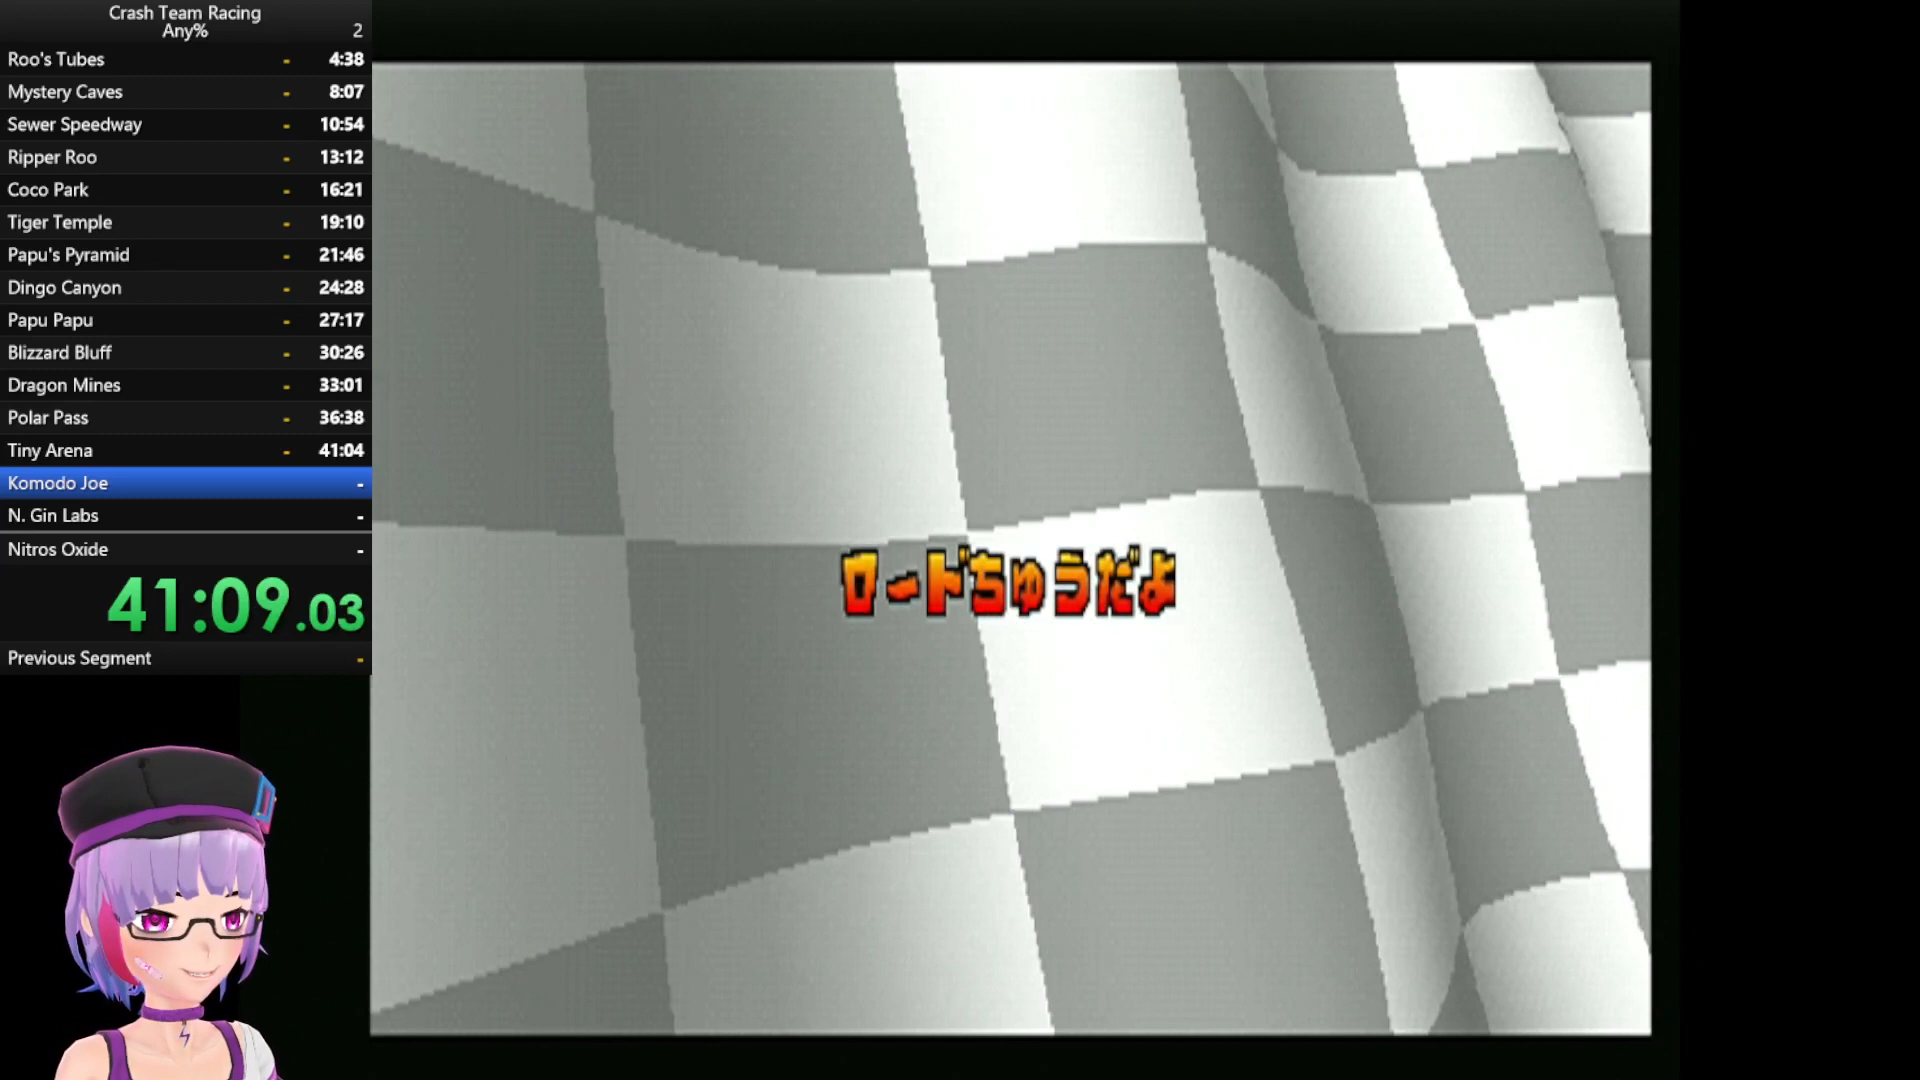 Crash Team Racing
Any% 2
Roo's Tubes - 4:38
Mystery Caves - 8:07
Sewer Speedway - 10:54
Ripper Roo - 13:12
Coco Park - 16:21
Tiger Temple - 19:10
Papu's Pyramid - 21:46
Dingo Canyon - 24:28
Papu Papu - 27:17
Blizzard Bluff - 30:26
Dragon Mines - 33:01
Polar Pass - 36:38
Tiny Arena - 41:04
Komodo Joe -
N. Gin Labs -
Nitros Oxide -
41:09.03
Previous Segment -
ロードちゅうだよ